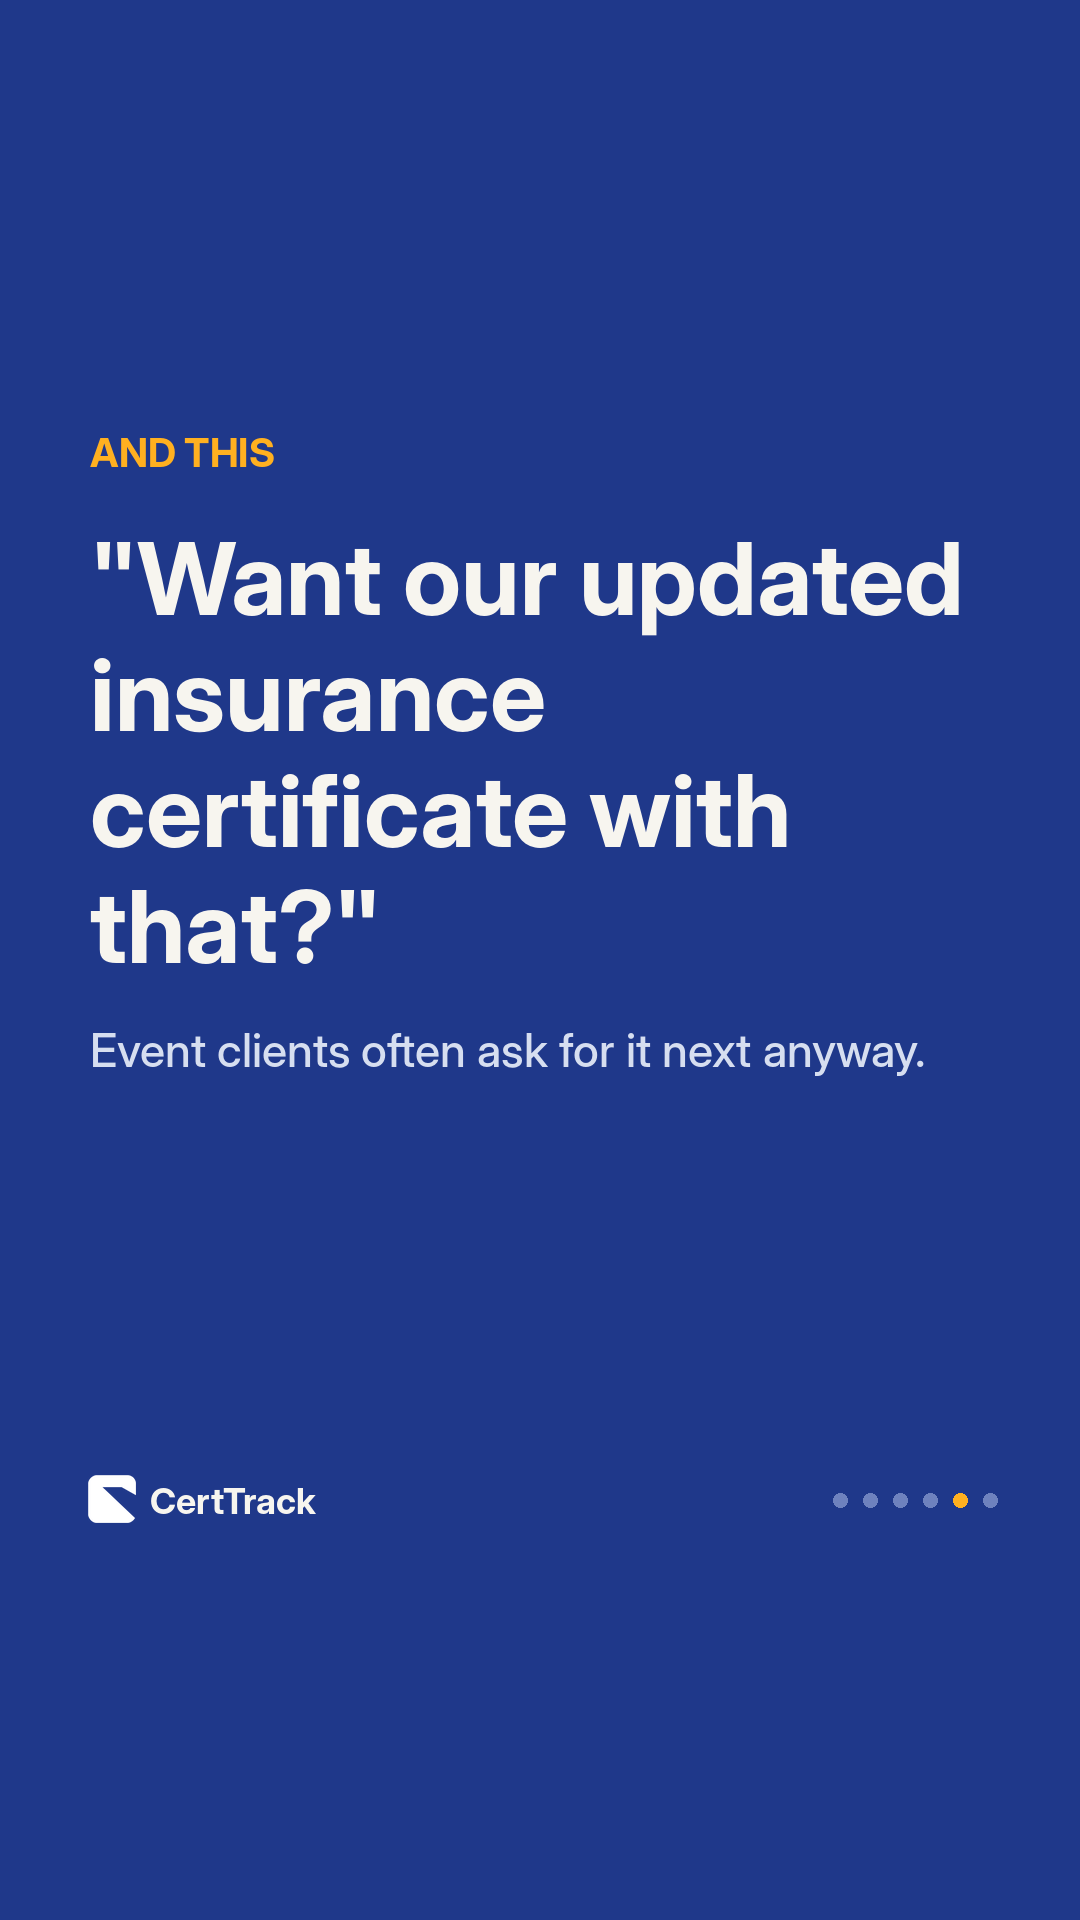 AND THIS
"Want our updated
insurance
certificate with
that?"
Event clients often ask for it next anyway.
CertTrack